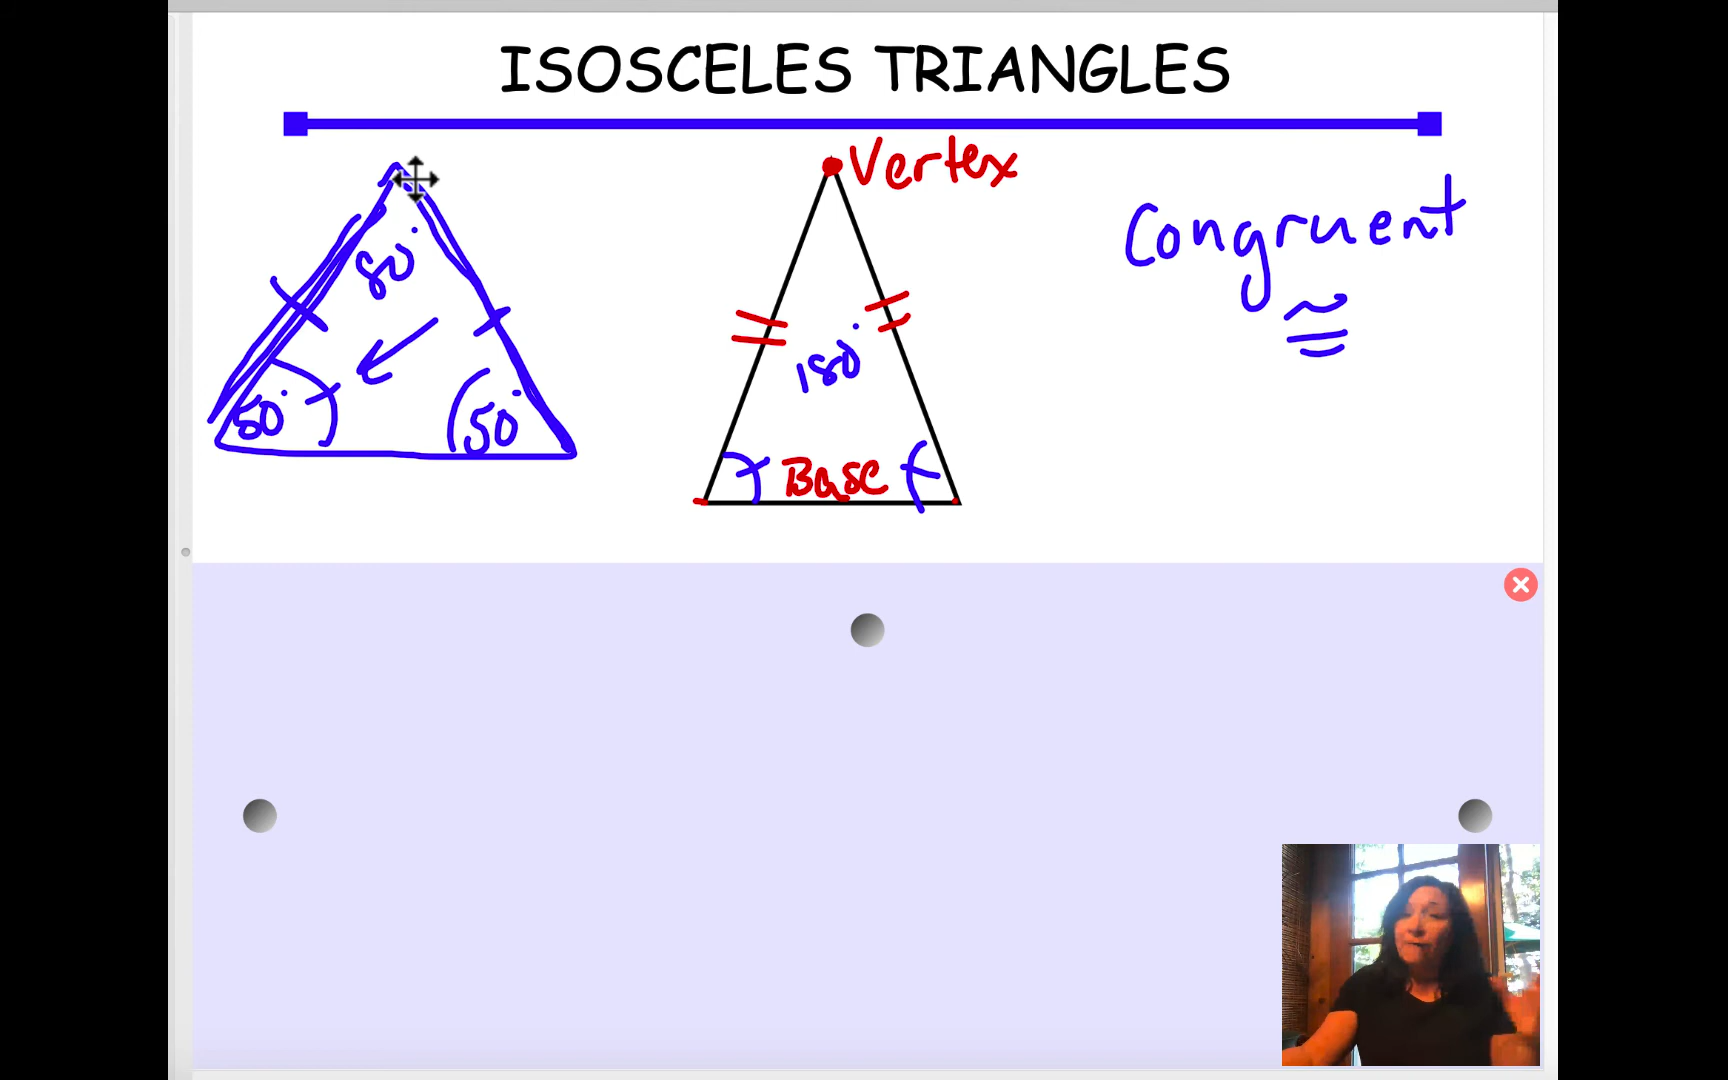 ISOSCELES TRIANGLES
Vertex
Congruent
≅
80°
180°
50°
50°
Base